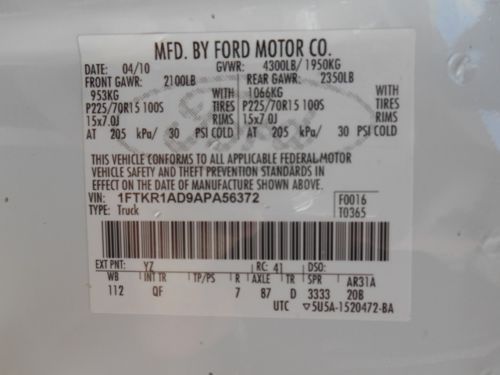 MFD. BY FORD MOTOR CO.
DATE: 04/10 GVWR: 4300LB/ 1950KG
FRONT GAWR: 2100LB REAR GAWR: 2350LB
953KG WITH 1066KG WITH
P225/70R15 100S TIRES P225/70R15 100S TIRES
15x7.0J RIMS 15x7.0J RIMS
AT 205 kPa/ 30 PSI COLD AT 205 kPa/ 30 PSI COLD
THIS VEHICLE CONFORMS TO ALL APPLICABLE FEDERAL MOTOR
VEHICLE SAFETY AND THEFT PREVENTION STANDARDS IN
EFFECT ON THE DATE OF MANUFACTURE SHOWN ABOVE.
VIN: 1FTKR1AD9APA56372 F0016
TYPE: Truck T0365
EXT PNT: YZ RC: 41 DSO:
WB INT TR TP/PS R AXLE TR SPR AR31A
112 QF 7 87 D 3333 20B
UTC ▽5U5A-1520472-BA